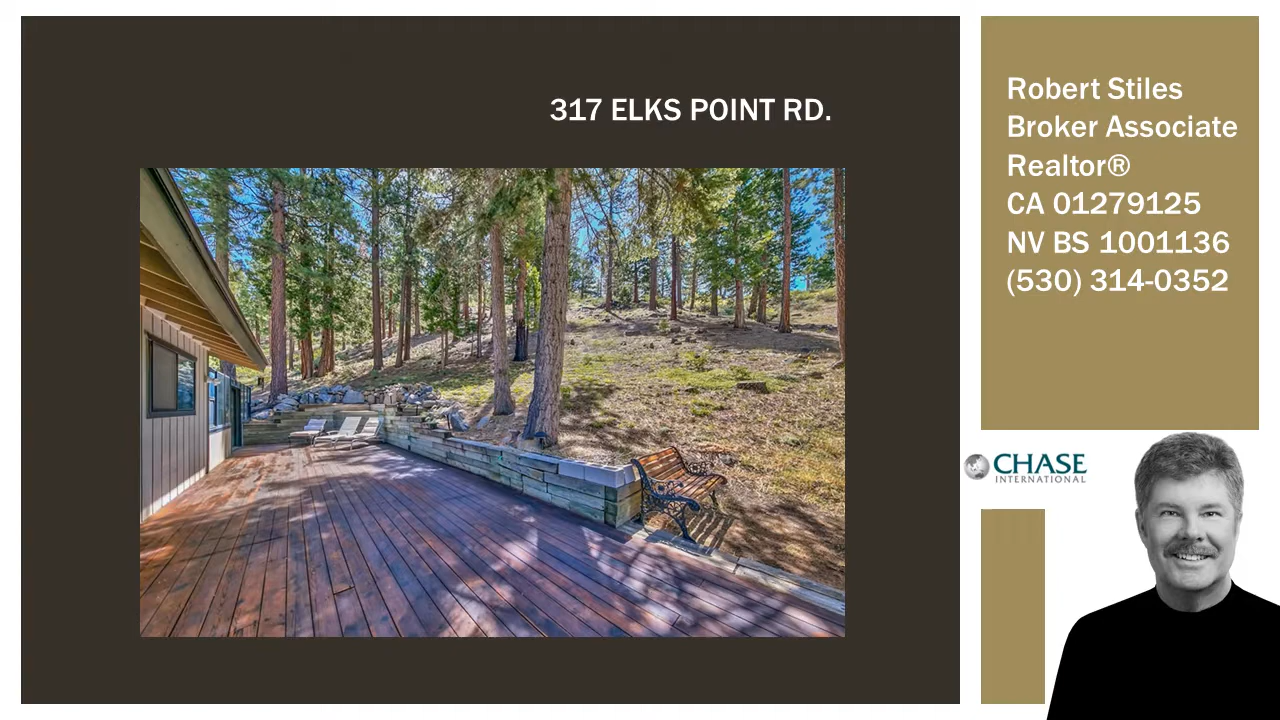 317 ELKS POINT RD.
Robert Stiles
Broker Associate
Realtor®
CA 01279125
NV BS 1001136
(530) 314-0352
CHASE
INTERNATIONAL